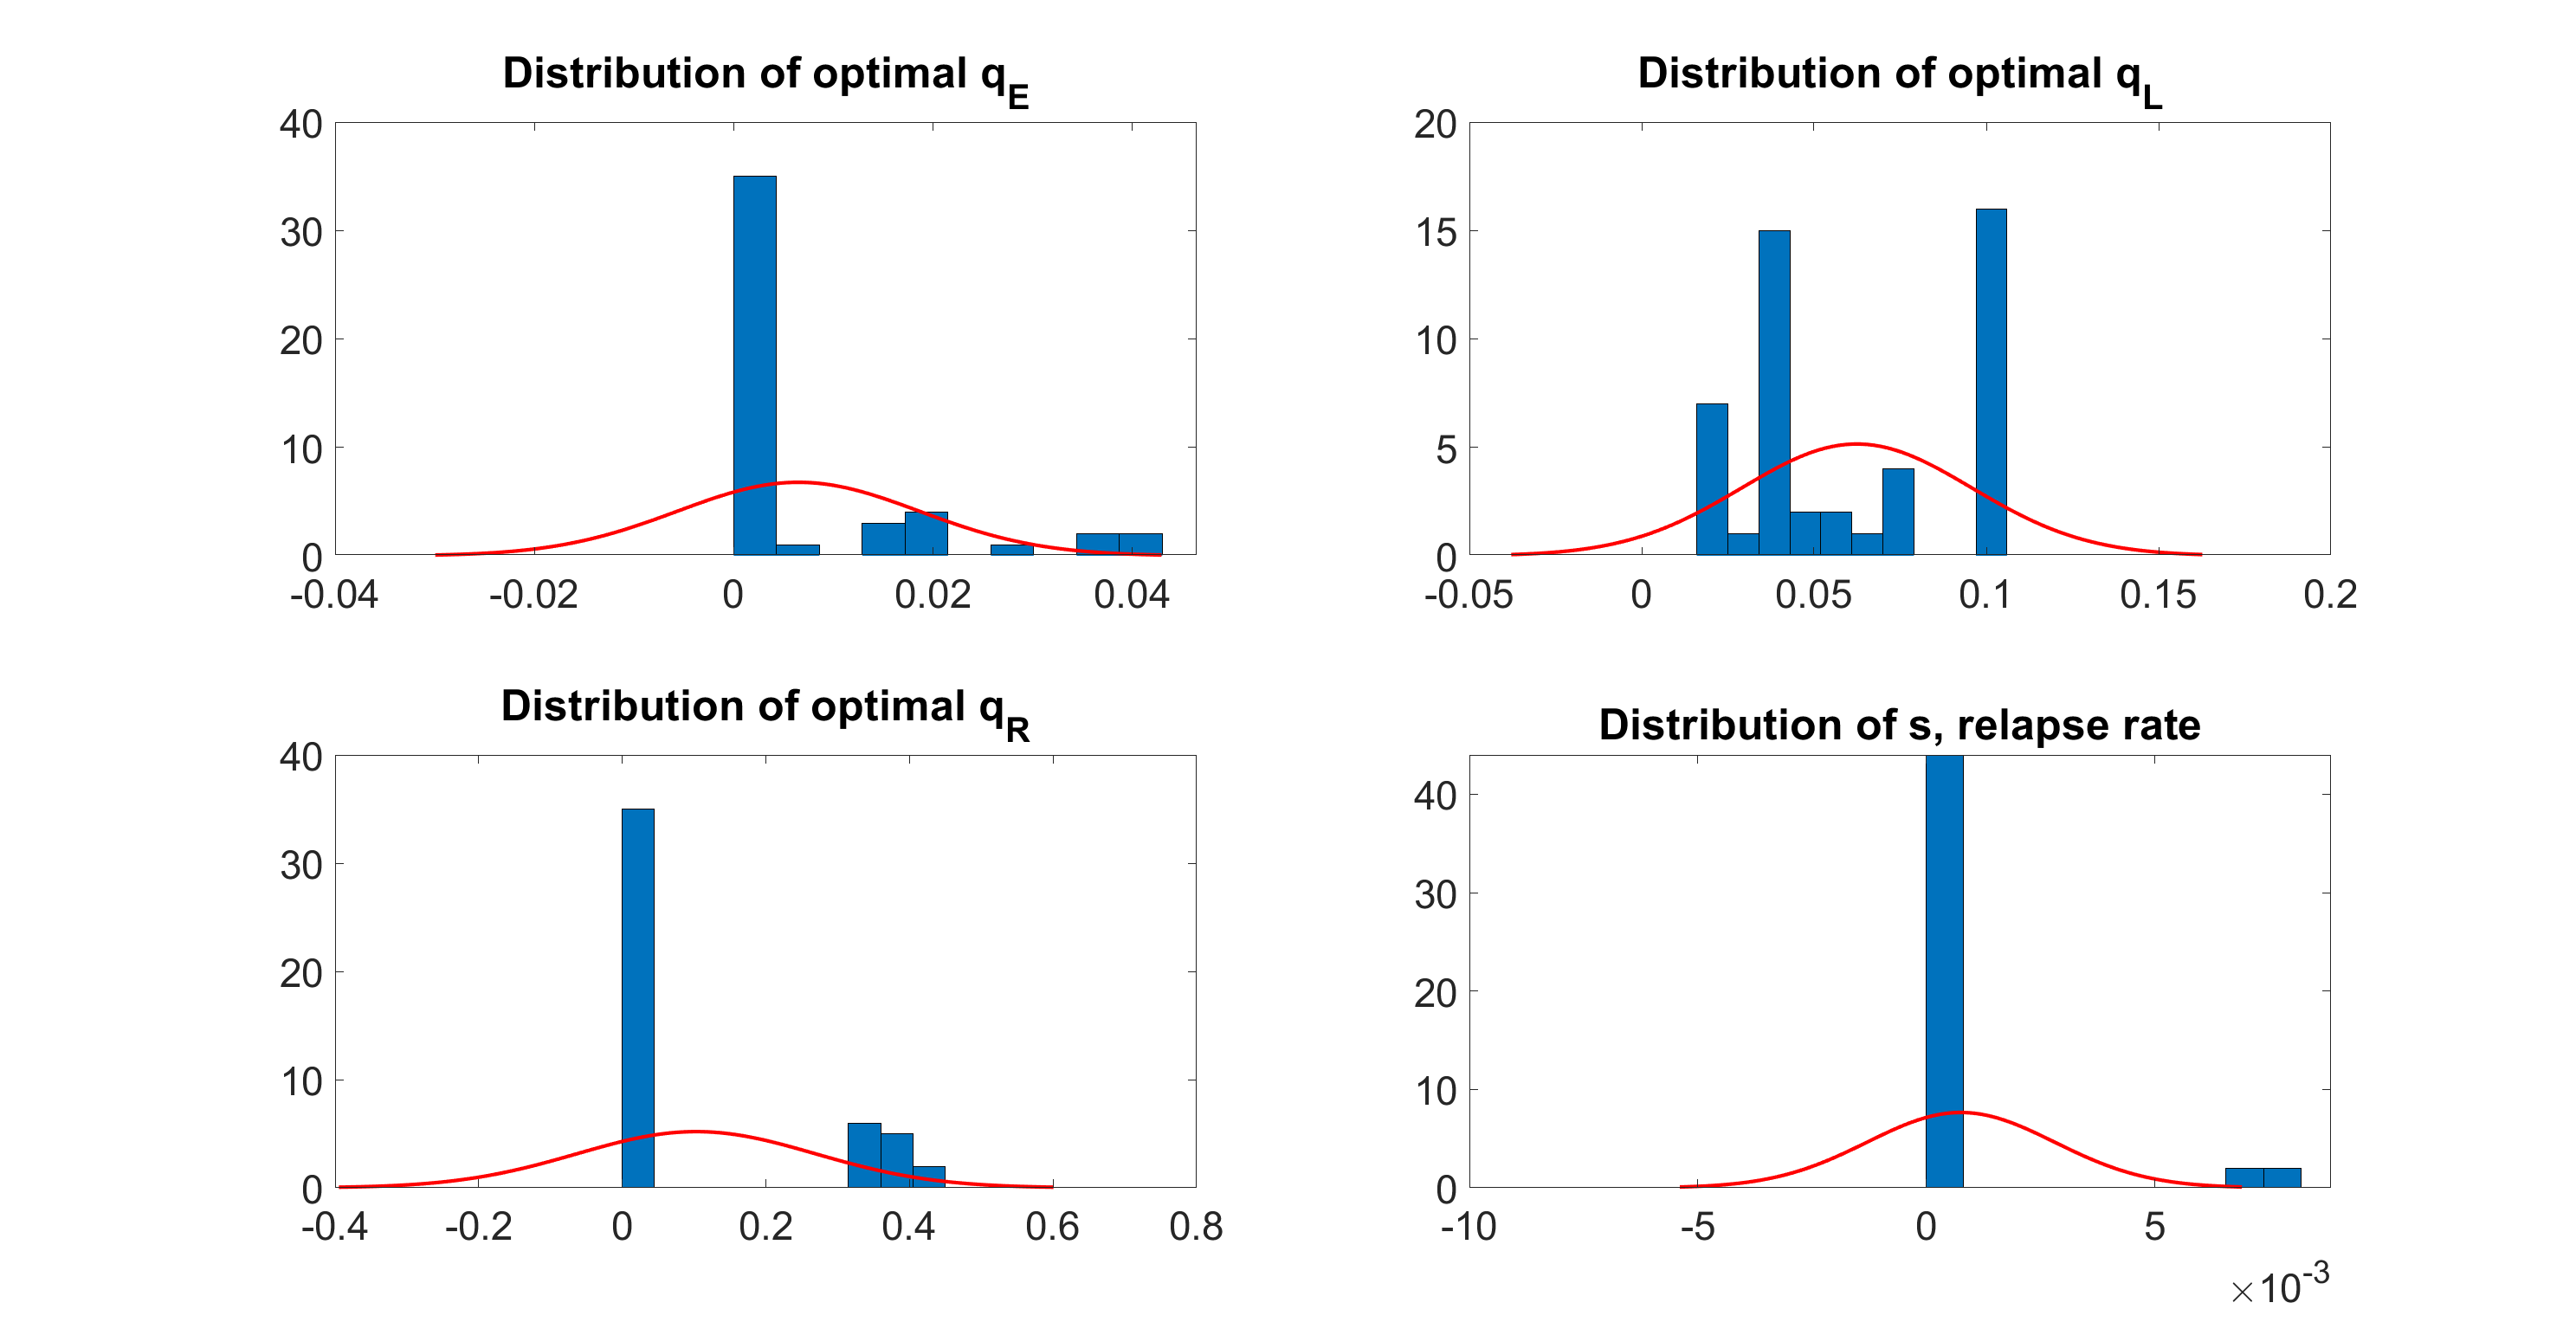 Distribution of optimal q_E
40
30
20
10
0
-0.04 -0.02 0 0.02 0.04
Distribution of optimal q_L
20
15
10
5
0
-0.05 0 0.05 0.1 0.15 0.2
Distribution of optimal q_R
40
30
20
10
0
-0.4 -0.2 0 0.2 0.4 0.6 0.8
Distribution of s, relapse rate
40
30
20
10
0
-10 -5 0 5
×10^-3